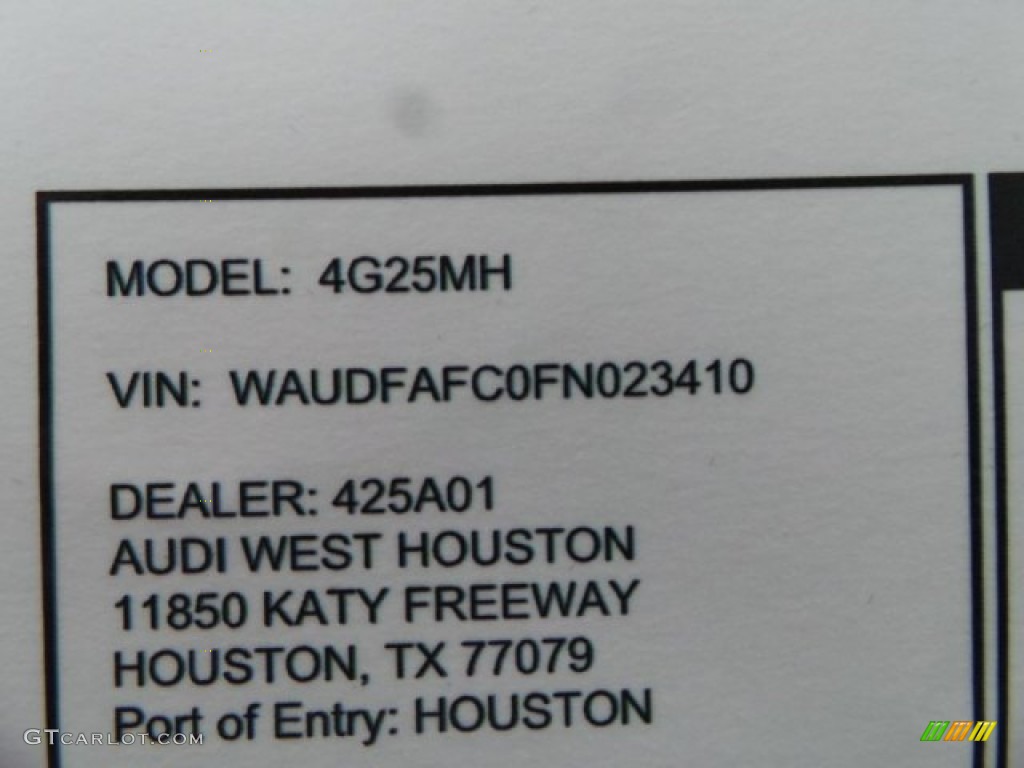 MODEL: 4G25MH
VIN: WAUDFAFC0FN023410
DEALER: 425A01
AUDI WEST HOUSTON
11850 KATY FREEWAY
HOUSTON, TX 77079
Port of Entry: HOUSTON
GTCARLOT.COM